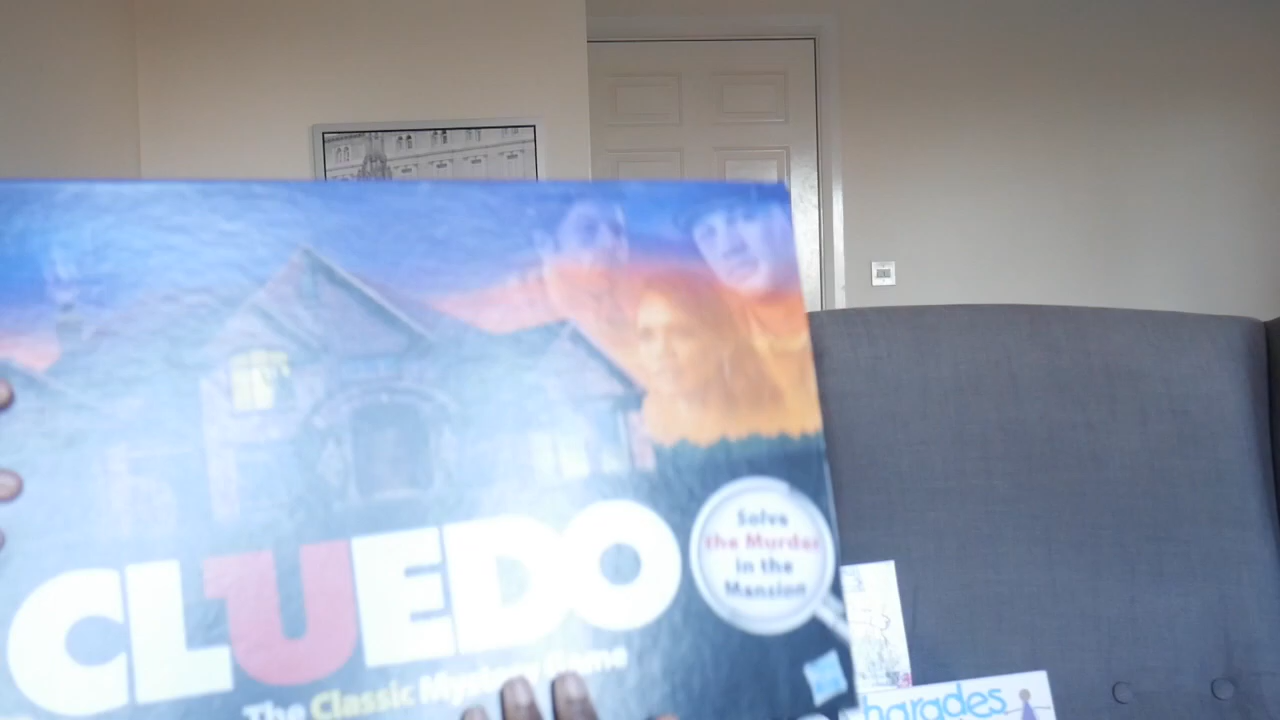 CLUEDO
The Classic Mystery Game
Solve
the Murder
in the
Mansion
harades